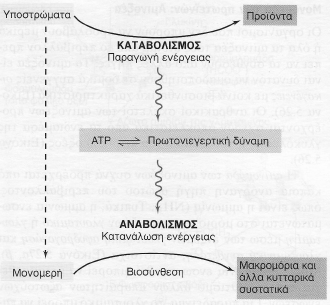 Υποστρώματα
Προϊόντα
ΚΑΤΑΒΟΛΙΣΜΟΣ
Παραγωγή ενέργειας
ATP ⇌ Πρωτονιεγερτική δύναμη
ΑΝΑΒΟΛΙΣΜΟΣ
Κατανάλωση ενέργειας
Μονομερή
Βιοσύνθεση
Μακρομόρια και
άλλα κυτταρικά
συστατικά